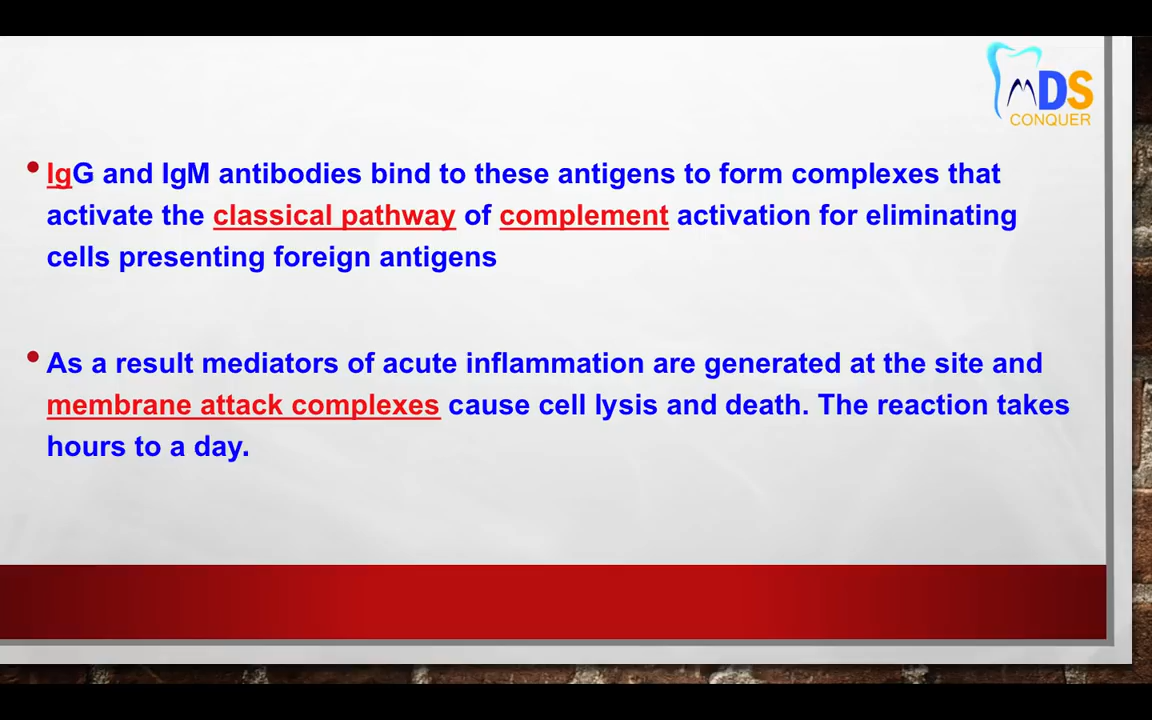 MDS
CONQUER
• IgG and IgM antibodies bind to these antigens to form complexes that
activate the classical pathway of complement activation for eliminating
cells presenting foreign antigens
• As a result mediators of acute inflammation are generated at the site and
membrane attack complexes cause cell lysis and death. The reaction takes
hours to a day.